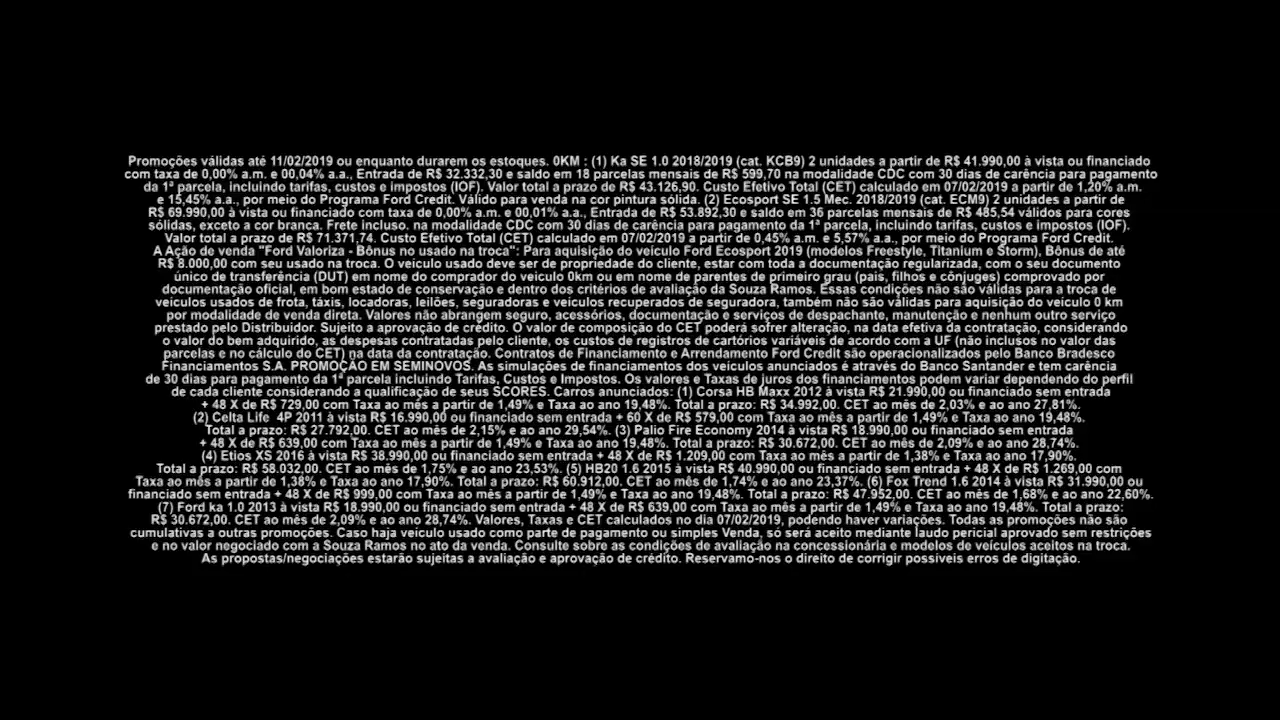 Promoções válidas até 11/02/2019 ou enquanto durarem os estoques. 0KM : (1) Ka SE 1.0 2018/2019 (cat. KCB9) 2 unidades a partir de R$ 41.990,00 à vista ou financiado
com taxa de 0,00% a.m. e 00,04% a.a., Entrada de R$ 32.332,30 e saldo em 18 parcelas mensais de R$ 599,70 na modalidade CDC com 30 dias de carência para pagamento
da 1ª parcela, incluindo tarifas, custos e impostos (IOF). Valor total a prazo de R$ 43.126,90. Custo Efetivo Total (CET) calculado em 07/02/2019 a partir de 1,20% a.m.
e 15,45% a.a., por meio do Programa Ford Credit. Válido para venda na cor pintura sólida. (2) Ecosport SE 1.5 Mec. 2018/2019 (cat. ECM9) 2 unidades a partir de
R$ 69.990,00 à vista ou financiado com taxa de 0,00% a.m. e 00,01% a.a., Entrada de R$ 53.892,30 e saldo em 36 parcelas mensais de R$ 485,54 válidos para cores
sólidas, exceto a cor branca. Frete incluso. na modalidade CDC com 30 dias de carência para pagamento da 1ª parcela, incluindo tarifas, custos e impostos (IOF).
Valor total a prazo de R$ 71.371,74. Custo Efetivo Total (CET) calculado em 07/02/2019 a partir de 0,45% a.m. e 5,57% a.a., por meio do Programa Ford Credit.
A Ação de venda "Ford Valoriza - Bônus no usado na troca": Para aquisição do veículo Ford Ecosport 2019 (modelos Freestyle, Titanium e Storm), Bônus de até
R$ 8.000,00 com seu usado na troca. O veículo usado deve ser de propriedade do cliente, estar com toda a documentação regularizada, com o seu documento
único de transferência (DUT) em nome do comprador do veiculo 0km ou em nome de parentes de primeiro grau (pais, filhos e cônjuges) comprovado por
documentação oficial, em bom estado de conservação e dentro dos critérios de avaliação da Souza Ramos. Essas condições não são válidas para a troca de
veículos usados de frota, táxis, locadoras, leilões, seguradoras e veículos recuperados de seguradora, também não são válidas para aquisição do veículo 0 km
por modalidade de venda direta. Valores não abrangem seguro, acessórios, documentação e serviços de despachante, manutenção e nenhum outro serviço
prestado pelo Distribuidor. Sujeito a aprovação de crédito. O valor de composição do CET poderá sofrer alteração, na data efetiva da contratação, considerando
o valor do bem adquirido, as despesas contratadas pelo cliente, os custos de registros de cartórios variáveis de acordo com a UF (não inclusos no valor das
parcelas e no cálculo do CET) na data da contratação. Contratos de Financiamento e Arrendamento Ford Credit são operacionalizados pelo Banco Bradesco
Financiamentos S.A. PROMOÇÃO EM SEMINOVOS. As simulações de financiamentos dos veículos anunciados é através do Banco Santander e tem carência
de 30 dias para pagamento da 1ª parcela incluindo Tarifas, Custos e Impostos. Os valores e Taxas de juros dos financiamentos podem variar dependendo do perfil
de cada cliente considerando a qualificação de seus SCORES. Carros anunciados: (1) Corsa HB Maxx 2012 à vista R$ 21.990,00 ou financiado sem entrada
+ 48 X de R$ 729,00 com Taxa ao mês a partir de 1,49% e Taxa ao ano 19,48%. Total a prazo: R$ 34.992,00. CET ao mês de 2,03% e ao ano 27,81%.
(2) Celta Life 4P 2011 à vista R$ 16.990,00 ou financiado sem entrada + 60 X de R$ 579,00 com Taxa ao mês a partir de 1,49% e Taxa ao ano 19,48%.
Total a prazo: R$ 27.792,00. CET ao mês de 2,15% e ao ano 29,54%. (3) Palio Fire Economy 2014 à vista R$ 18.990,00 ou financiado sem entrada
+ 48 X de R$ 639,00 com Taxa ao mês a partir de 1,49% e Taxa ao ano 19,48%. Total a prazo: R$ 30.672,00. CET ao mês de 2,09% e ao ano 28,74%.
(4) Etios XS 2016 à vista R$ 38.990,00 ou financiado sem entrada + 48 X de R$ 1.209,00 com Taxa ao mês a partir de 1,38% e Taxa ao ano 17,90%.
Total a prazo: R$ 58.032,00. CET ao mês de 1,75% e ao ano 23,53%. (5) HB20 1.6 2015 à vista R$ 40.990,00 ou financiado sem entrada + 48 X de R$ 1.269,00 com
Taxa ao mês a partir de 1,38% e Taxa ao ano 17,90%. Total a prazo: R$ 60.912,00. CET ao mês de 1,74% e ao ano 23,37%. (6) Fox Trend 1.6 2014 à vista R$ 31.990,00 ou
financiado sem entrada + 48 X de R$ 999,00 com Taxa ao mês a partir de 1,49% e Taxa ao ano 19,48%. Total a prazo: R$ 47.952,00. CET ao mês de 1,68% e ao ano 22,60%.
(7) Ford ka 1.0 2013 à vista R$ 18.990,00 ou financiado sem entrada + 48 X de R$ 639,00 com Taxa ao mês a partir de 1,49% e Taxa ao ano 19,48%. Total a prazo:
R$ 30.672,00. CET ao mês de 2,09% e ao ano 28,74%. Valores, Taxas e CET calculados no dia 07/02/2019, podendo haver variações. Todas as promoções não são
cumulativas a outras promoções. Caso haja veículo usado como parte de pagamento ou simples Venda, só será aceito mediante laudo pericial aprovado sem restrições
e no valor negociado com a Souza Ramos no ato da venda. Consulte sobre as condições de avaliação na concessionária e modelos de veículos aceitos na troca.
As propostas/negociações estarão sujeitas a avaliação e aprovação de crédito. Reservamo-nos o direito de corrigir possíveis erros de digitação.